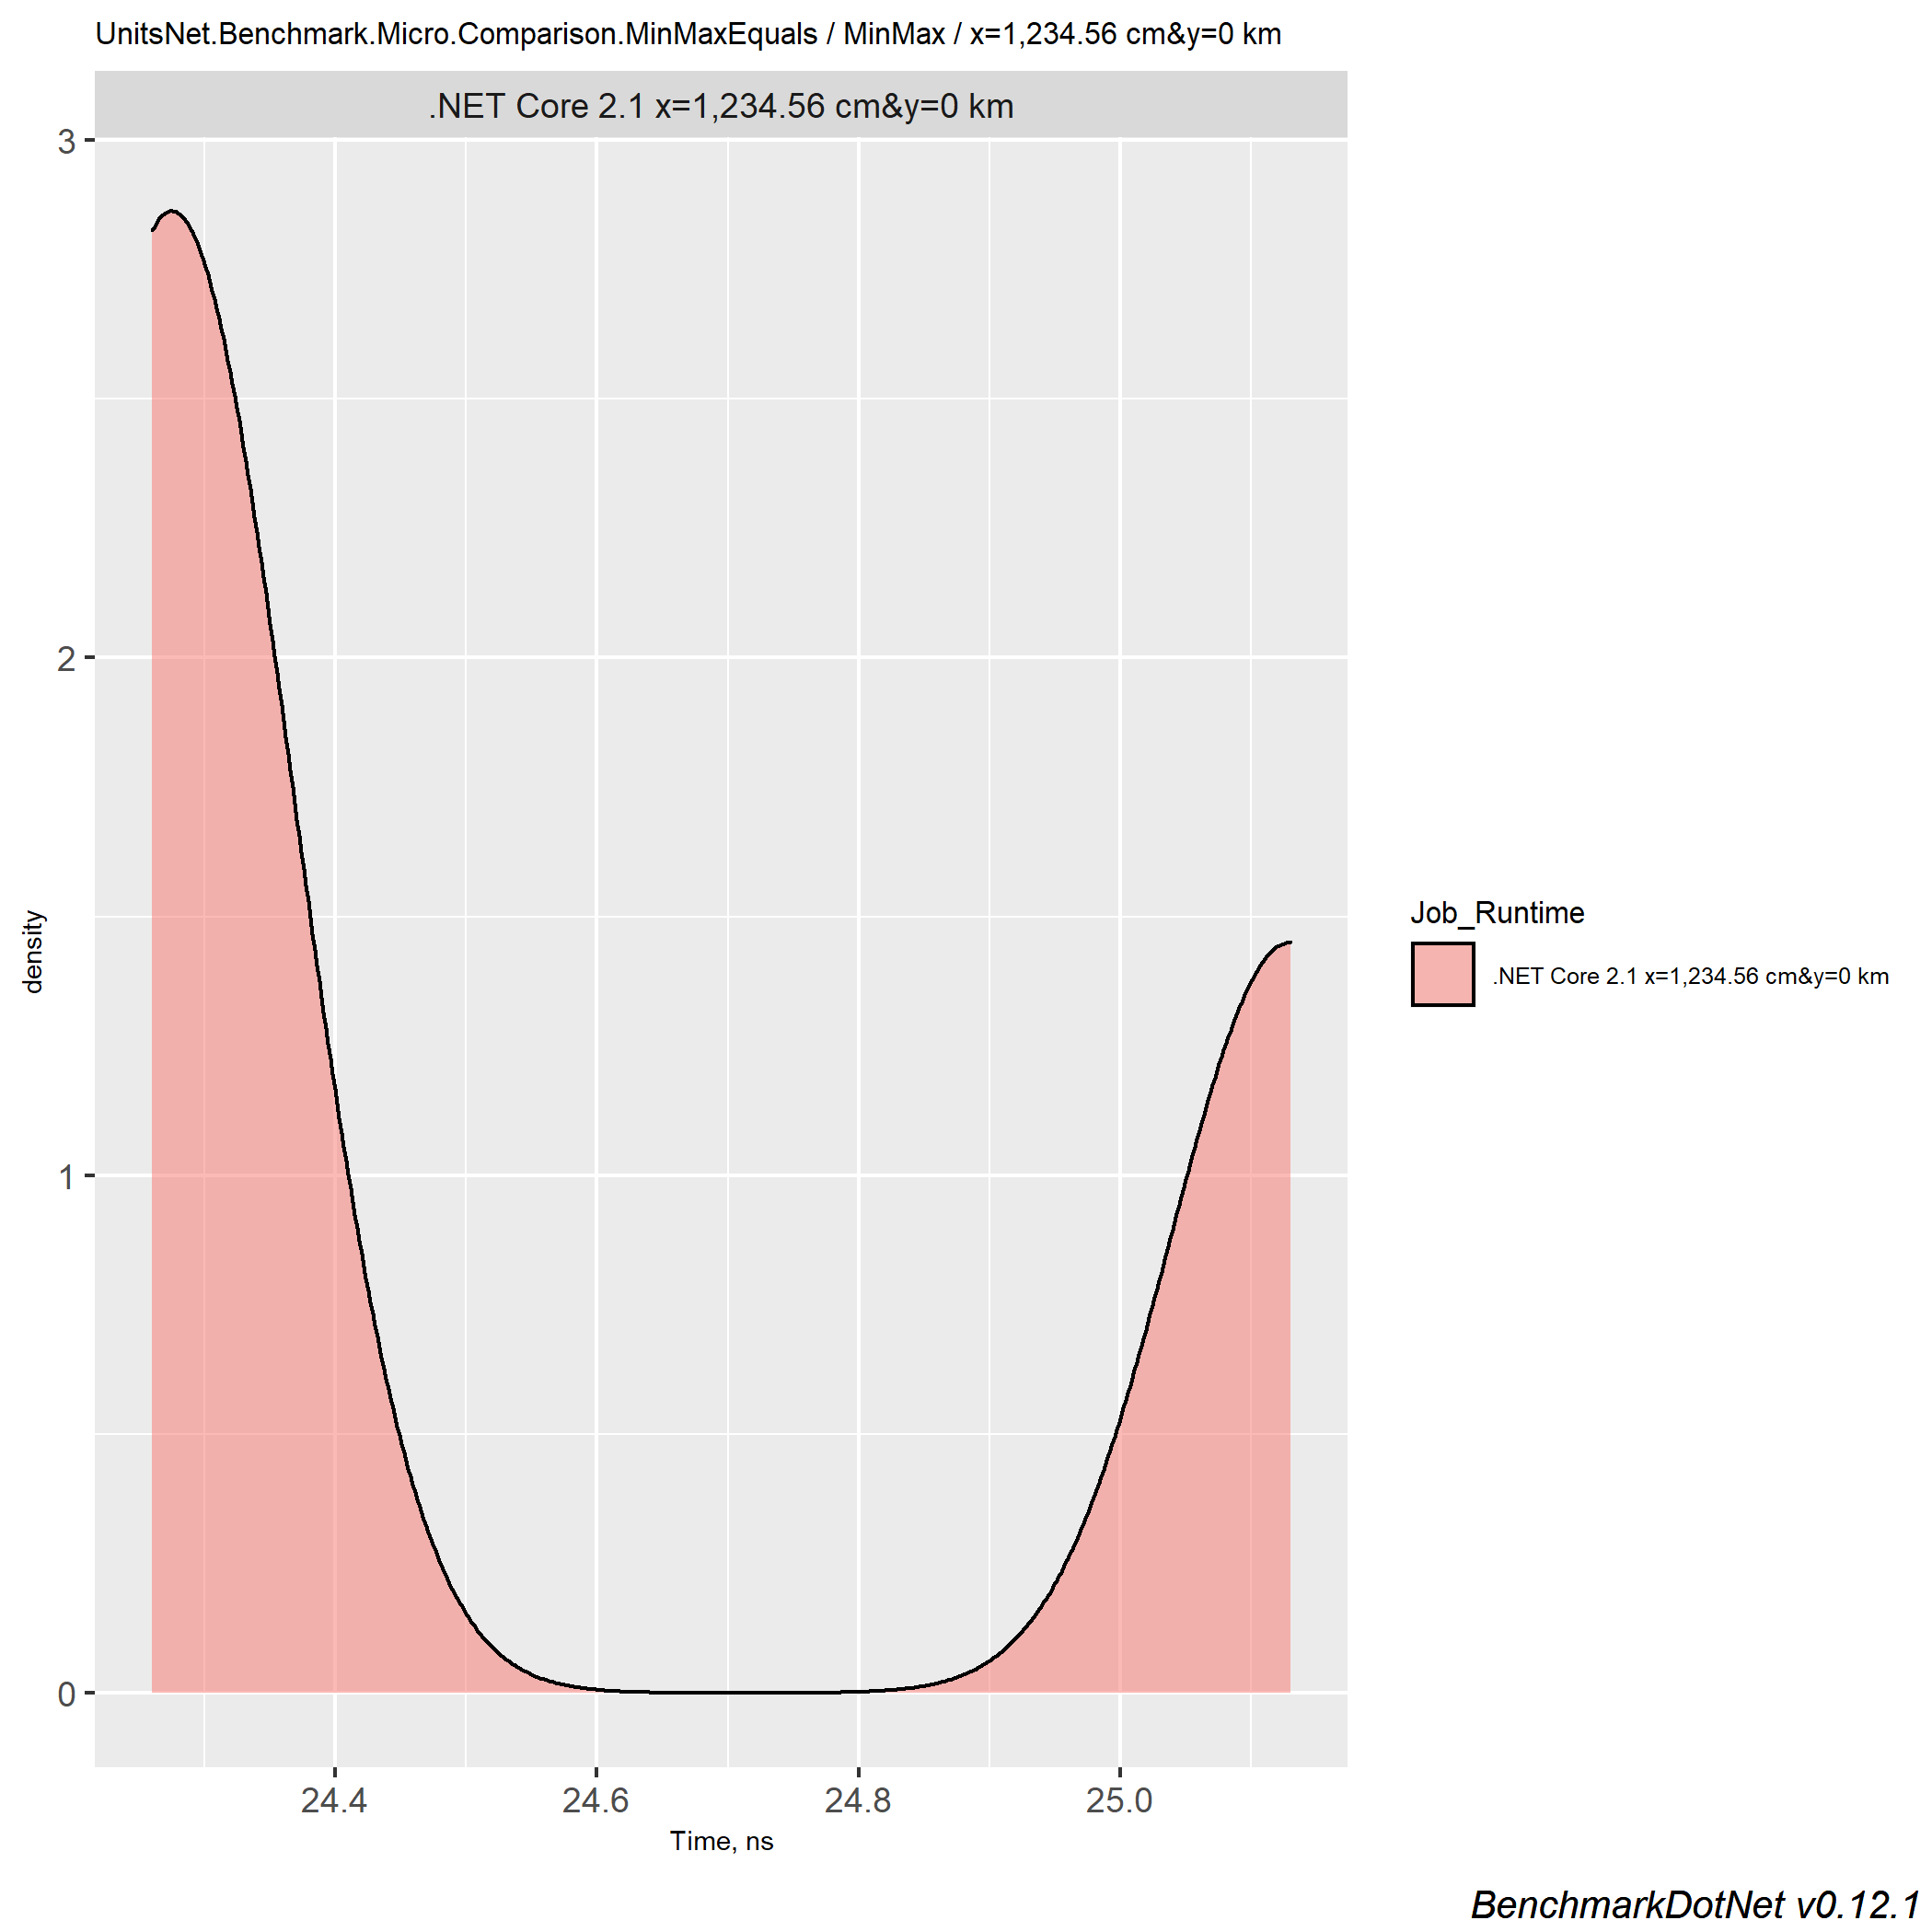 UnitsNet.Benchmark.Micro.Comparison.MinMaxEquals / MinMax / x=1,234.56 cm&y=0 km
.NET Core 2.1 x=1,234.56 cm&y=0 km
3
2
1
0
density
24.4 24.6 24.8 25.0
Time, ns
Job_Runtime
.NET Core 2.1 x=1,234.56 cm&y=0 km
BenchmarkDotNet v0.12.1